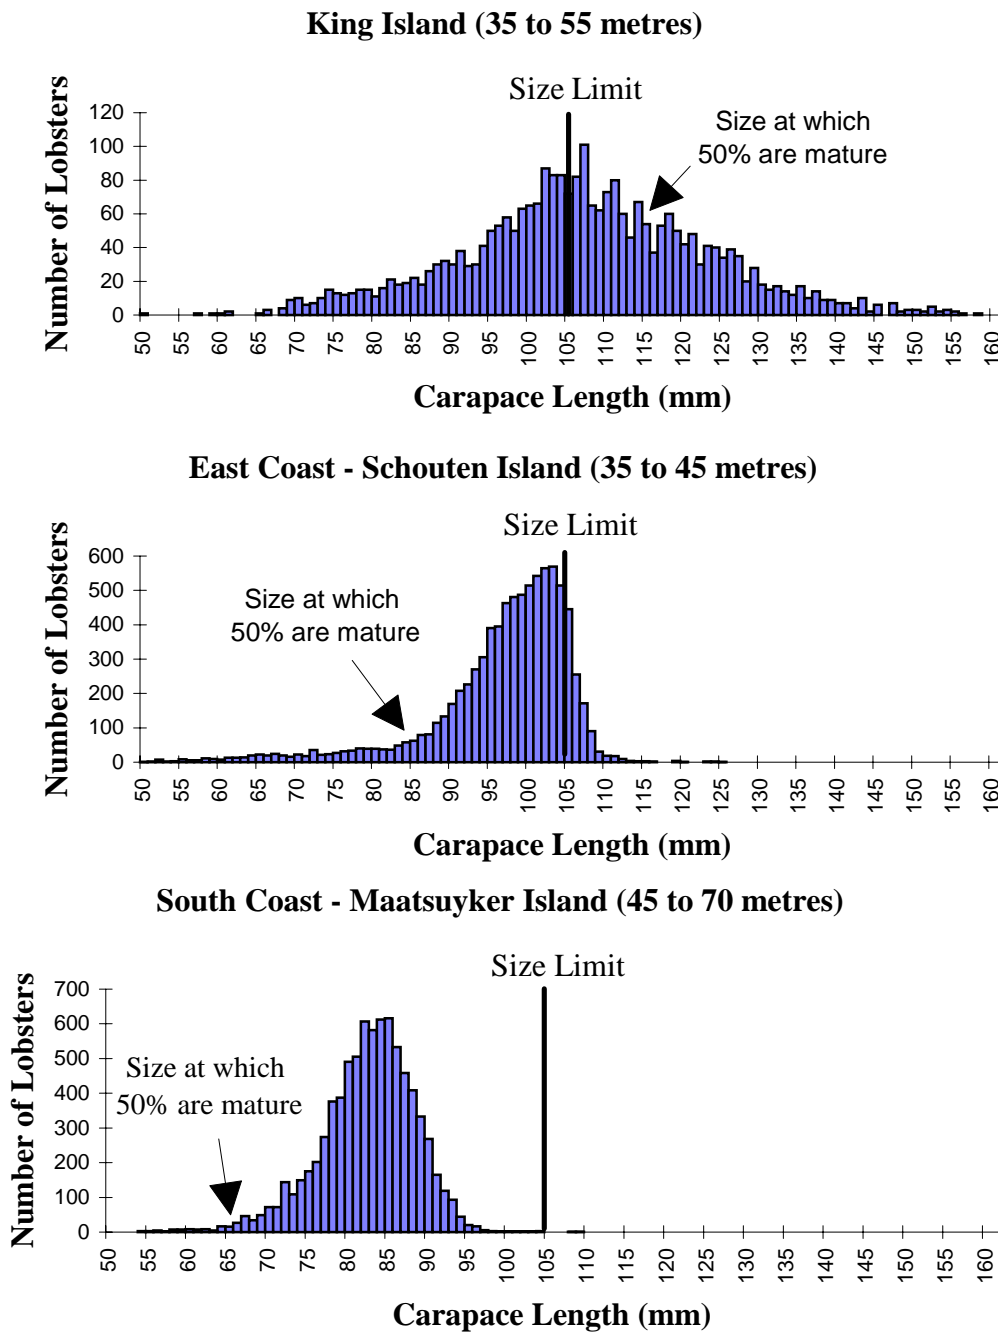 King Island (35 to 55 metres)
Size Limit
Size at which
50% are mature
Number of Lobsters
120
100
80
60
40
20
0
50 55 60 65 70 75 80 85 90 95 100 105 110 115 120 125 130 135 140 145 150 155 160
Carapace Length (mm)
East Coast - Schouten Island (35 to 45 metres)
Size Limit
Size at which
50% are mature
Number of Lobsters
600
500
400
300
200
100
0
50 55 60 65 70 75 80 85 90 95 100 105 110 115 120 125 130 135 140 145 150 155 160
Carapace Length (mm)
South Coast - Maatsuyker Island (45 to 70 metres)
Size Limit
Size at which
50% are mature
Number of Lobsters
700
600
500
400
300
200
100
0
50 55 60 65 70 75 80 85 90 95 100 105 110 115 120 125 130 135 140 145 150 155 160
Carapace Length (mm)